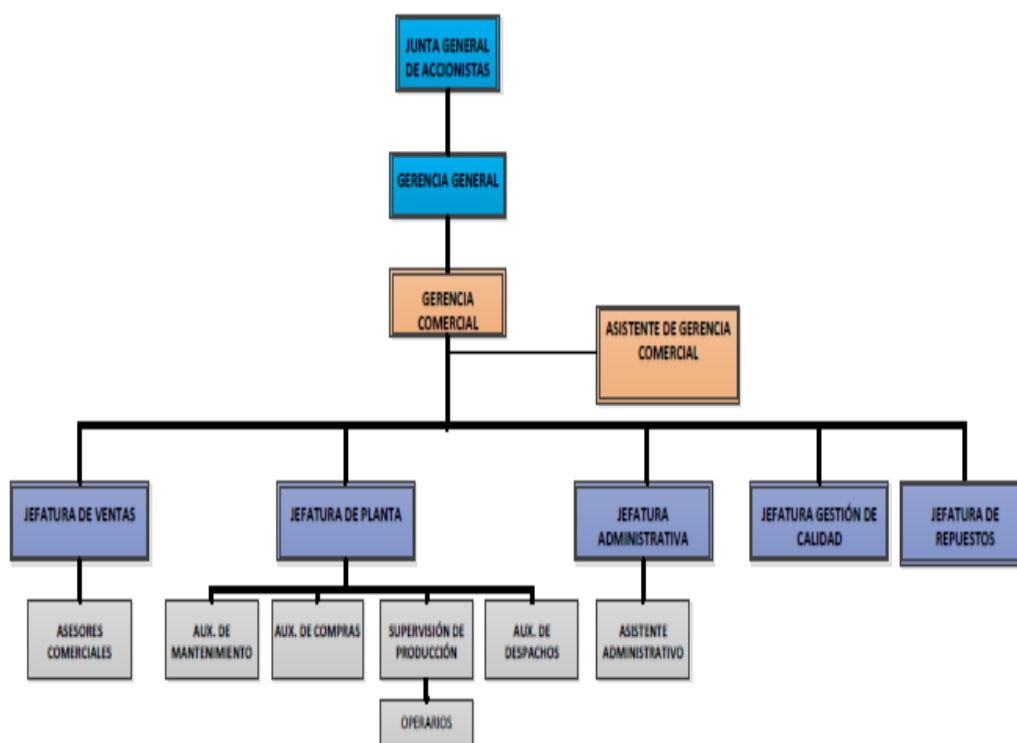 JUNTA GENERAL
DE ACCIONISTAS
GERENCIA GENERAL
GERENCIA
COMERCIAL
ASISTENTE DE GERENCIA
COMERCIAL
JEFATURA DE VENTAS
JEFATURA DE PLANTA
JEFATURA
ADMINISTRATIVA
JEFATURA GESTIÓN DE
CALIDAD
JEFATURA DE
REPUESTOS
ASESORES
COMERCIALES
AUX. DE
MANTENIMIENTO
AUX. DE COMPRAS
SUPERVISIÓN DE
PRODUCCIÓN
AUX. DE
DESPACHOS
ASISTENTE
ADMINISTRATIVO
OPERARIOS